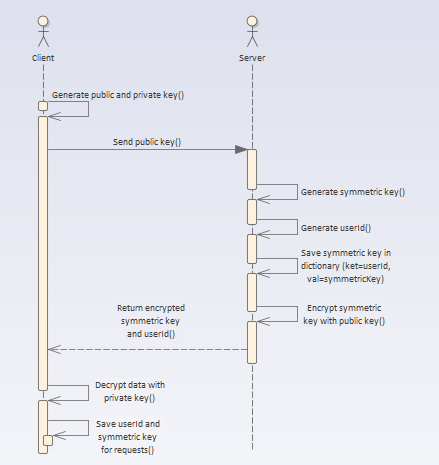 Client
Server
Generate public and private key()
Send public key()
Generate symmetric key()
Generate userId()
Save symmetric key in
dictionary (ket=userId,
val=symmetricKey)
Encrypt symmetric
key with public key()
Return encrypted
symmetric key
and userId()
Decrypt data with
private key()
Save userId and
symmetric key
for requests()